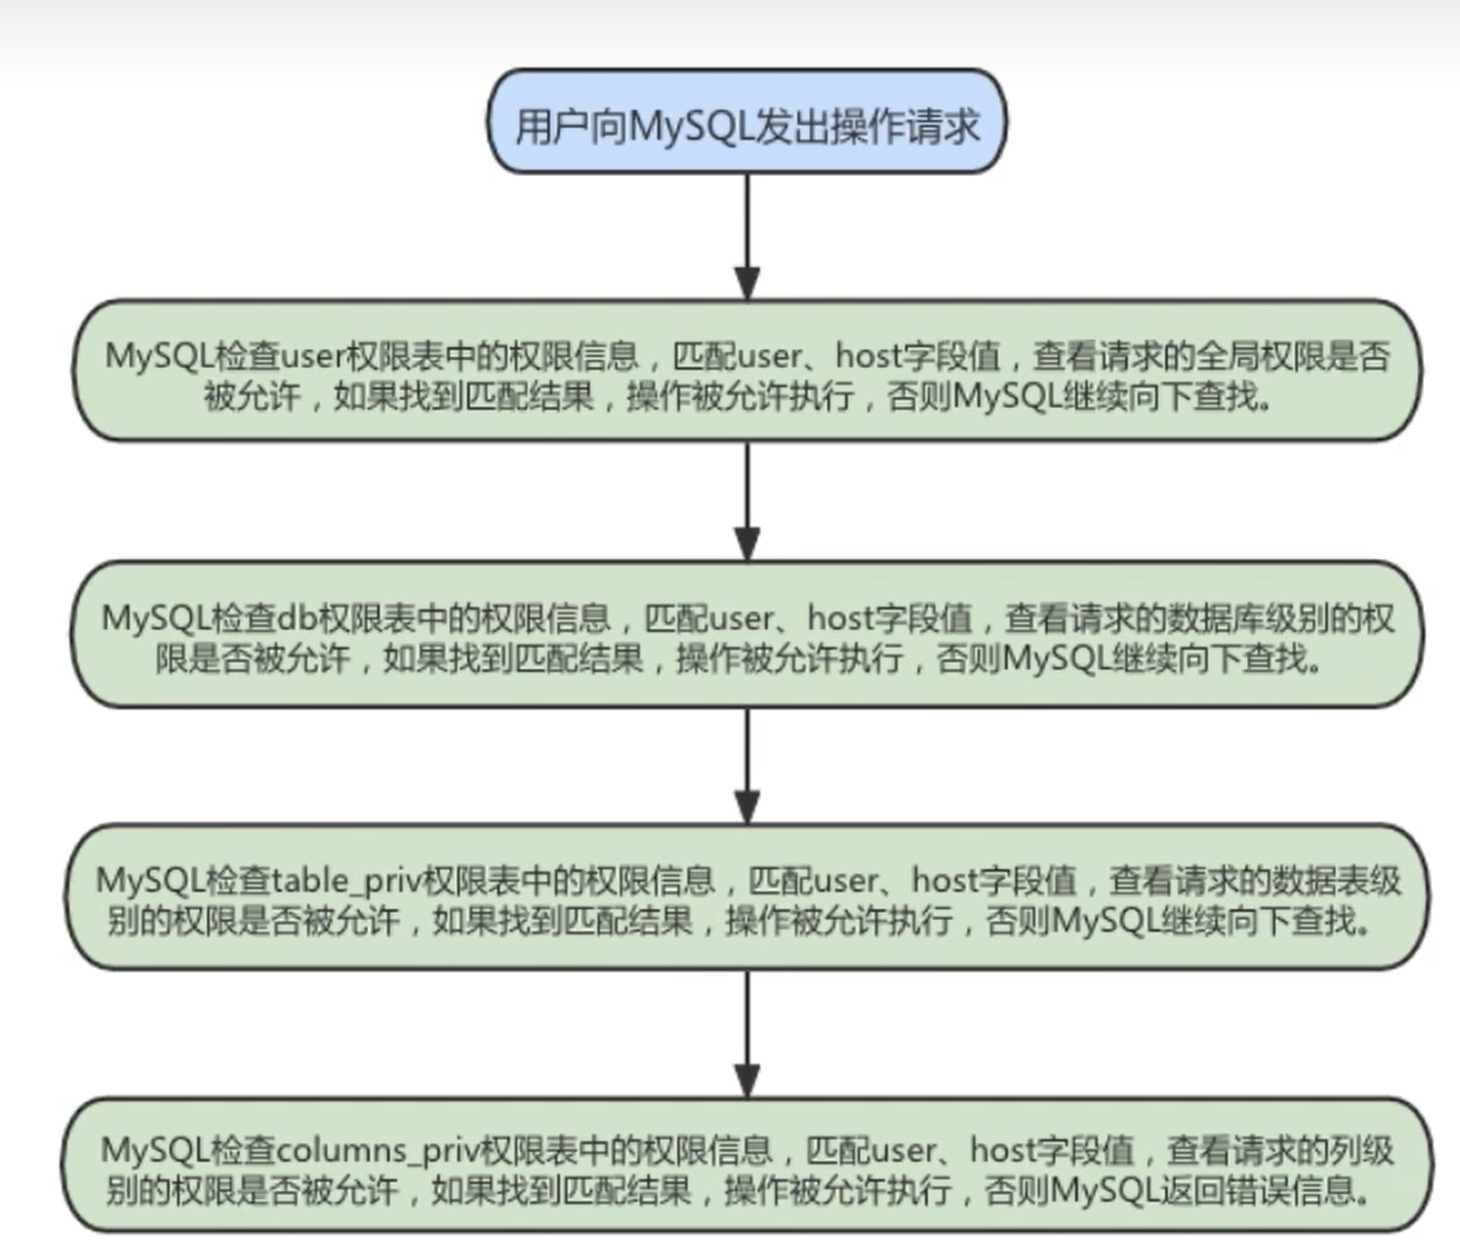 用户向MySQL发出操作请求
MySQL检查user权限表中的权限信息，匹配user、host字段值，查看请求的全局权限是否
被允许，如果找到匹配结果，操作被允许执行，否则MySQL继续向下查找。
MySQL检查db权限表中的权限信息，匹配user、host字段值，查看请求的数据库级别的权
限是否被允许，如果找到匹配结果，操作被允许执行，否则MySQL继续向下查找。
MySQL检查table_priv权限表中的权限信息，匹配user、host字段值，查看请求的数据表级
别的权限是否被允许，如果找到匹配结果，操作被允许执行，否则MySQL继续向下查找。
MySQL检查columns_priv权限表中的权限信息，匹配user、host字段值，查看请求的列级
别的权限是否被允许，如果找到匹配结果，操作被允许执行，否则MySQL返回错误信息。